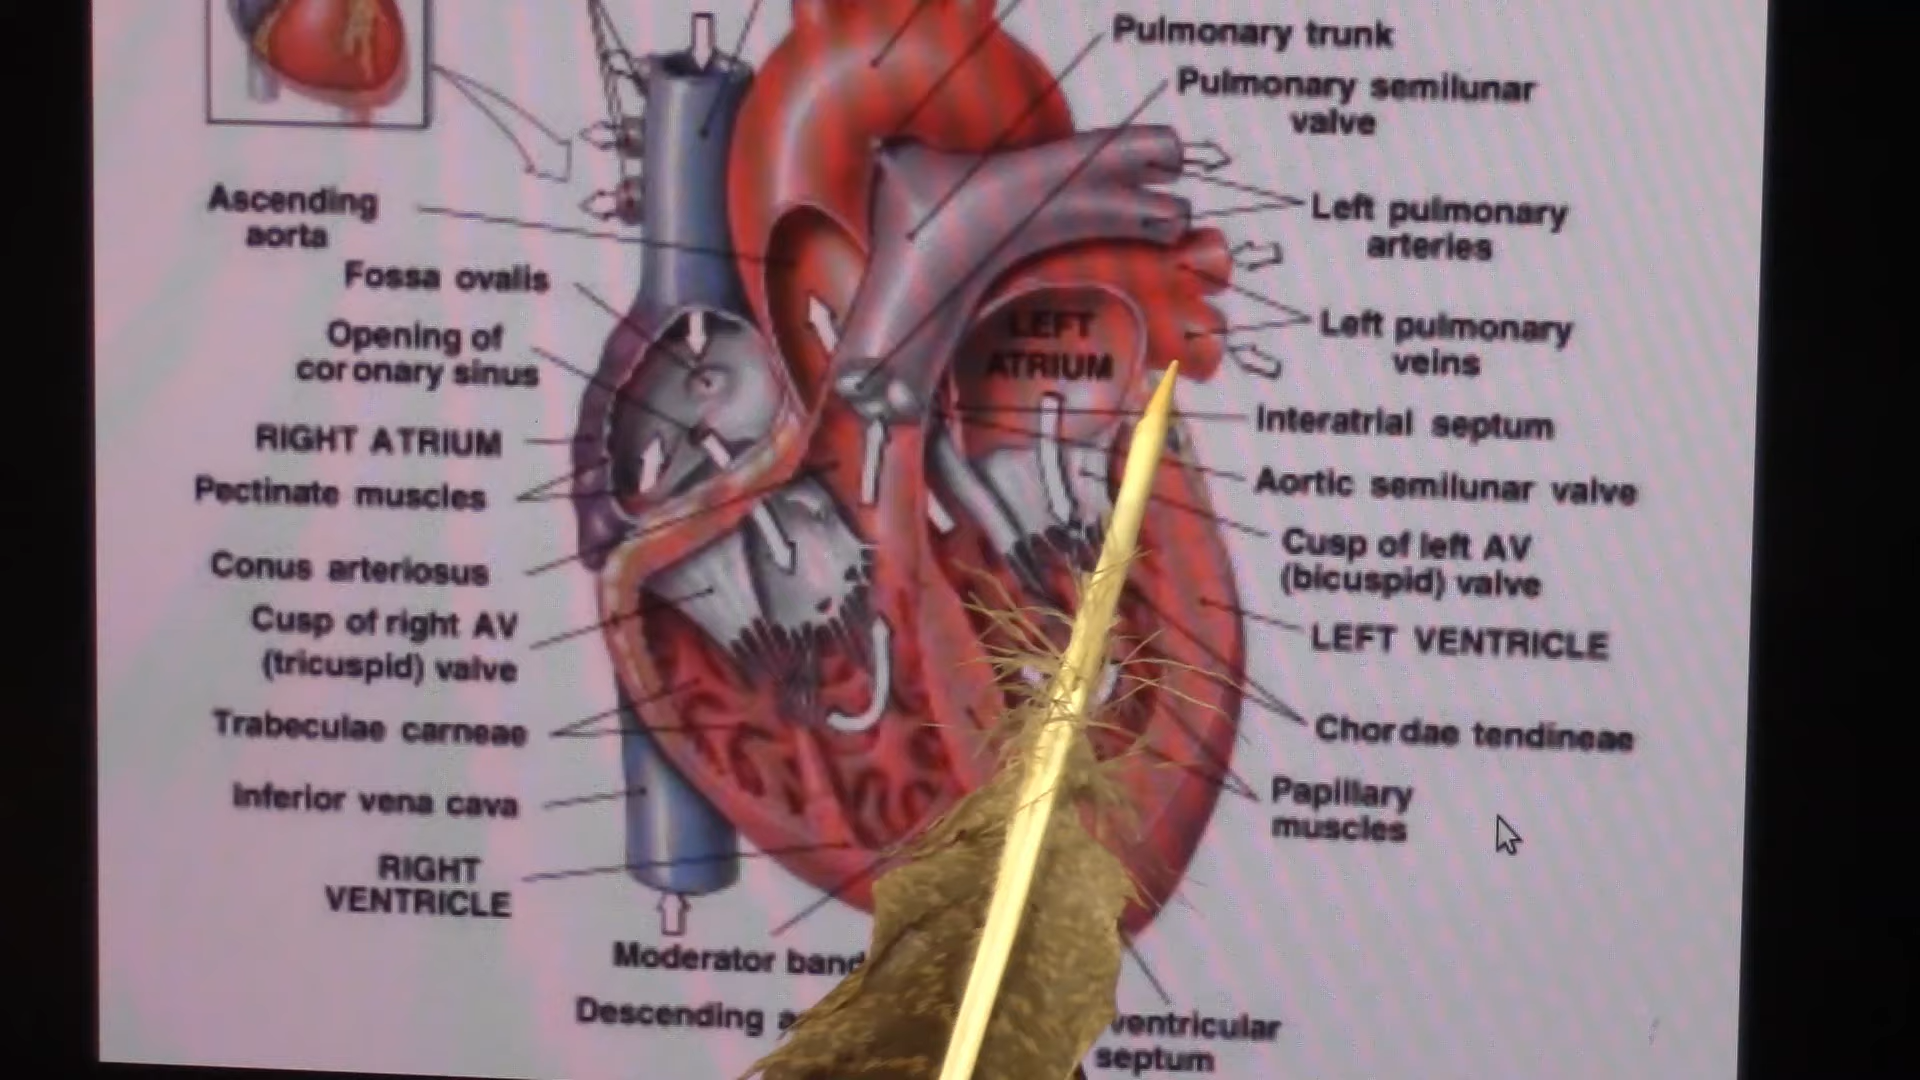 Pulmonary trunk
Pulmonary semilunar
valve
Left pulmonary
arteries
Left pulmonary
veins
Interatrial septum
Aortic semilunar valve
Cusp of left AV
(bicuspid) valve
LEFT VENTRICLE
Chordae tendineae
Papillary
muscles
ventricular
septum
LEFT
ATRIUM
Ascending
aorta
Fossa ovalis
Opening of
coronary sinus
RIGHT ATRIUM
Pectinate muscles
Conus arteriosus
Cusp of right AV
(tricuspid) valve
Trabeculae carneae
Inferior vena cava
RIGHT
VENTRICLE
Moderator band
Descending